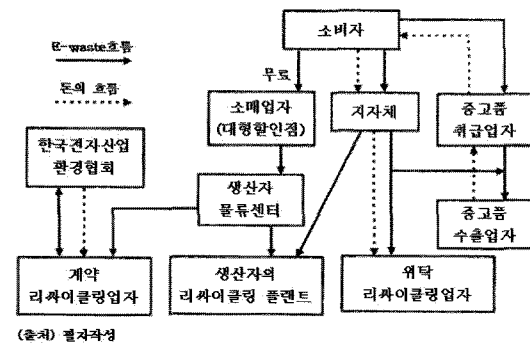 E-waste흐름
돈의 흐름
소비자
무료
소매업자
(대형할인점)
지자체
중고품
취급업자
한국전자산업
환경협회
생산자
물류센터
중고품
수출업자
계약
리싸이클링업자
생산자의
리싸이클링 플랜트
위탁
리싸이클링업자
(출처) 필자작성